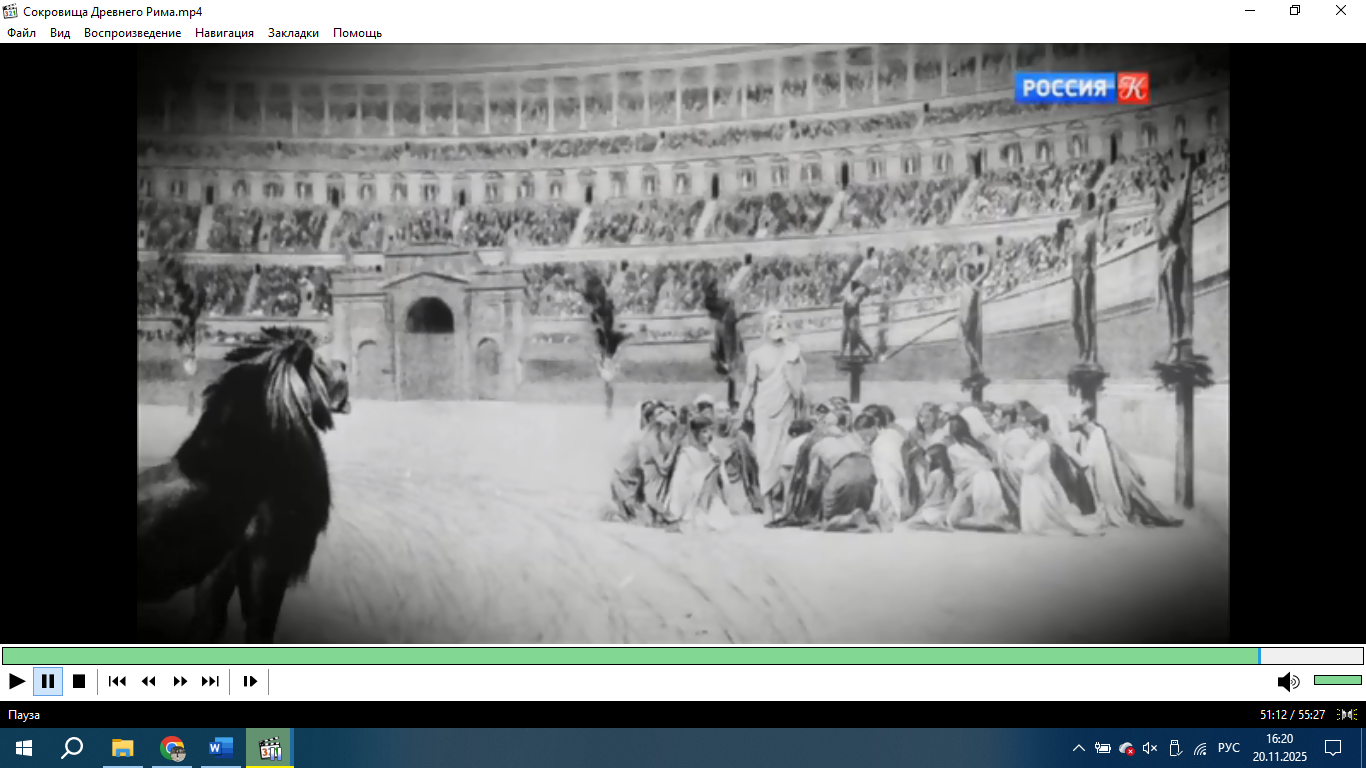 Сокровища Древнего Рима.mp4
Файл Вид Воспроизведение Навигация Закладки Помощь
РОССИЯ К
Пауза
51:12 / 55:27
РУС
16:20
20.11.2025